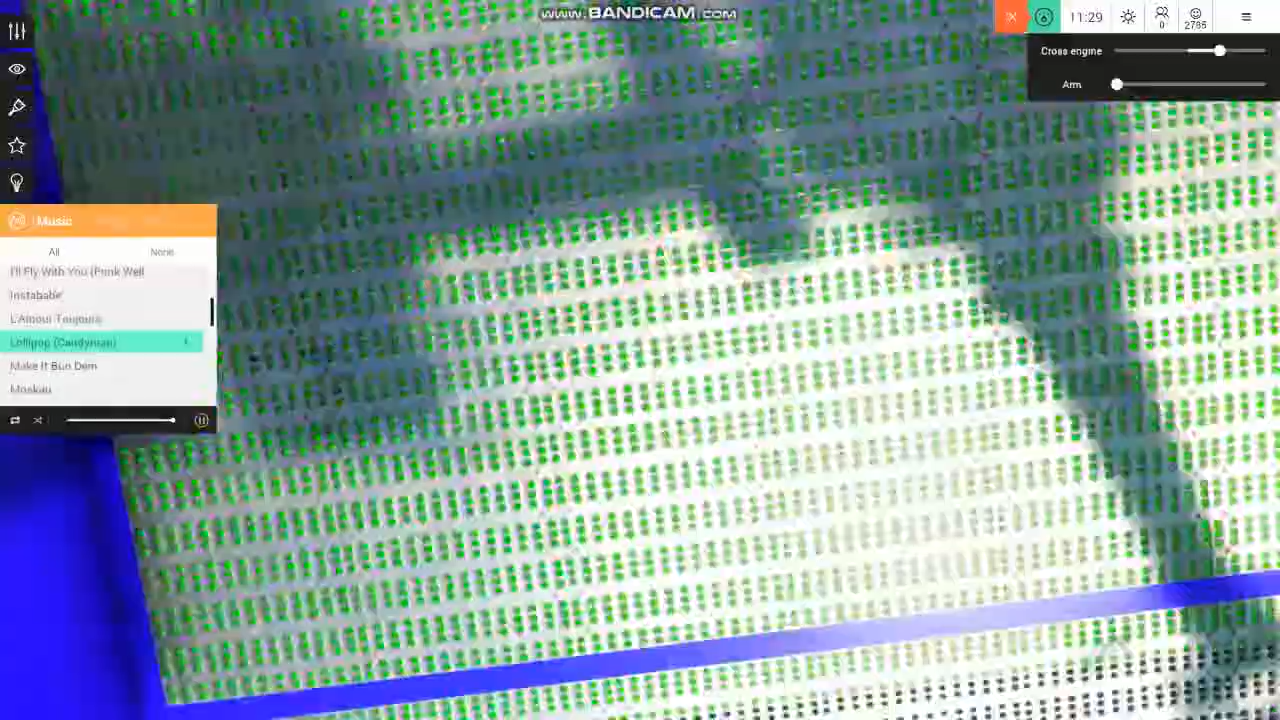 www.BANDICAM.com
11:29
0
2785
Cross engine
Arm
Music
All None
I'll Fly With You (Punk Well
Instababe
L'Amour Toujours
Lollipop (Candyman)
Make It Bun Dem
Moskau